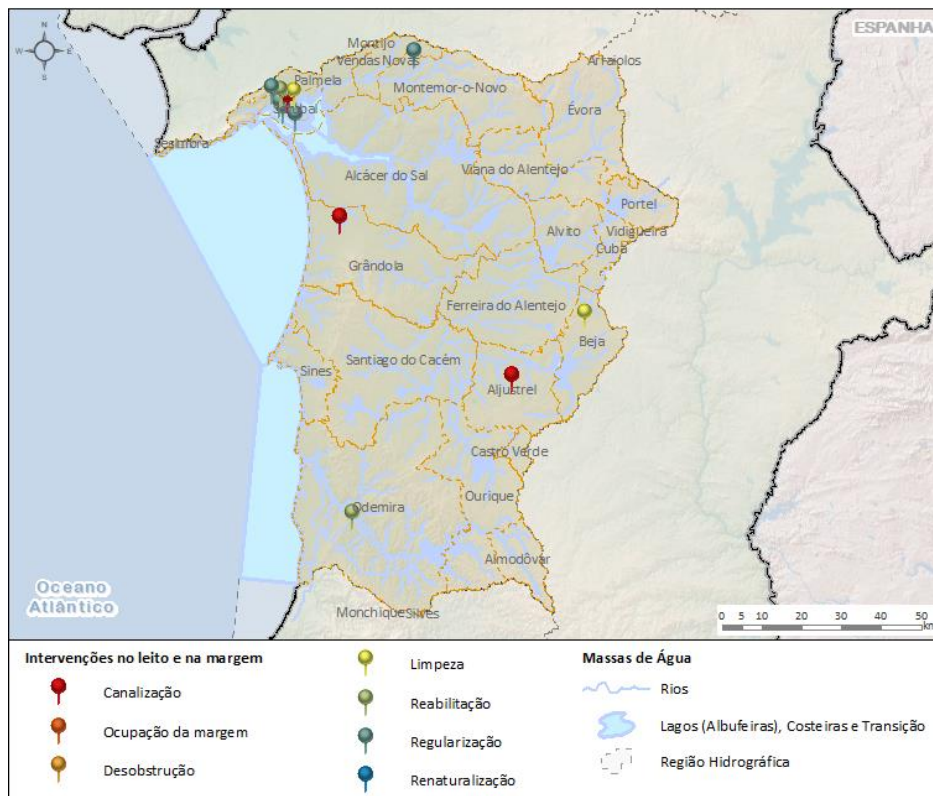 N
W
E
S
ESPANHA
Montijo
Vendas Novas
Arraiolos
Palmela
Montemor-o-Novo
Évora
Sesimbra
Viana do Alentejo
Alcácer do Sal
Portel
Alvito
Vidigueira
Cuba
Grândola
Ferreira do Alentejo
Beja
Santiago do Cacém
Sines
Aljustrel
Castro Verde
Ourique
Odemira
Almodôvar
Oceano
Atlântico
Monchique
Silves
0 5 10 20 30 40 50
km
Intervenções no leito e na margem
Canalização
Ocupação da margem
Desobstrução
Limpeza
Reabilitação
Regularização
Renaturalização
Massas de Água
Rios
Lagos (Albufeiras), Costeiras e Transição
Região Hidrográfica